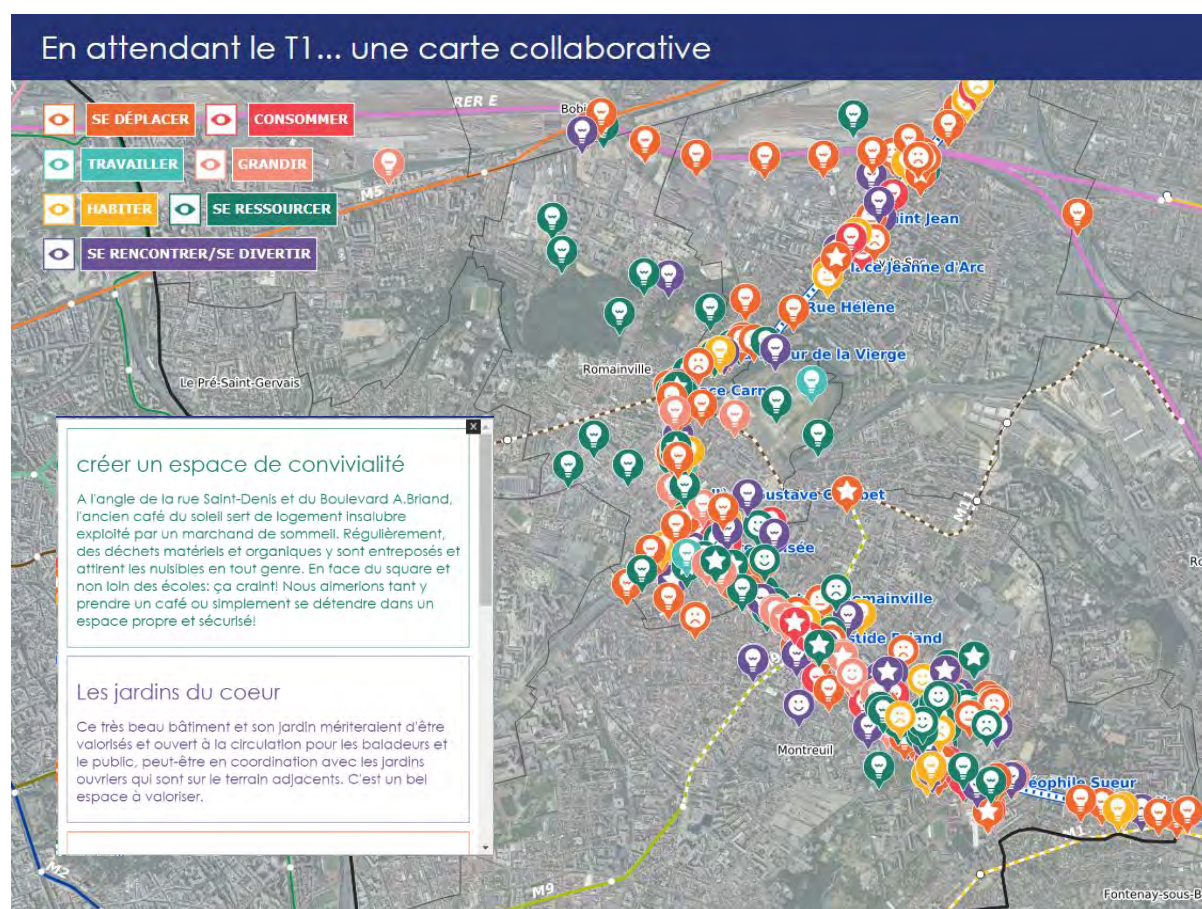 En attendant le T1... une carte collaborative
SE DÉPLACER
CONSOMMER
TRAVAILLER
GRANDIR
HABITER
SE RESSOURCER
SE RENCONTRER/SE DIVERTIR
RER E
M5
aint Jean
lace Jeanne d'Arc
Rue Hélène
our de la Vierge
Romainville
Le Pré-Saint-Gervais
ace Carn
Gustave C
bet
sée
M11
omainville
stide B
and
Montreuil
éophile Sueur
M1
M2
M9
Fontenay-sous-B
x
créer un espace de convivialité
A l'angle de la rue Saint-Denis et du Boulevard A.Briand,
l'ancien café du soleil sert de logement insalubre
exploité par un marchand de sommeil. Régulièrement,
des déchets matériels et organiques y sont entreposés et
attirent les nuisibles en tout genre. En face du square et
non loin des écoles: ça craint! Nous aimerions tant y
prendre un café ou simplement se détendre dans un
espace propre et sécurisé!
Les jardins du coeur
Ce très beau bâtiment et son jardin mériteraient d'être
valorisés et ouvert à la circulation pour les baladeurs et
le public, peut-être en coordination avec les jardins
ouvriers qui sont sur le terrain adjacents. C'est un bel
espace à valoriser.